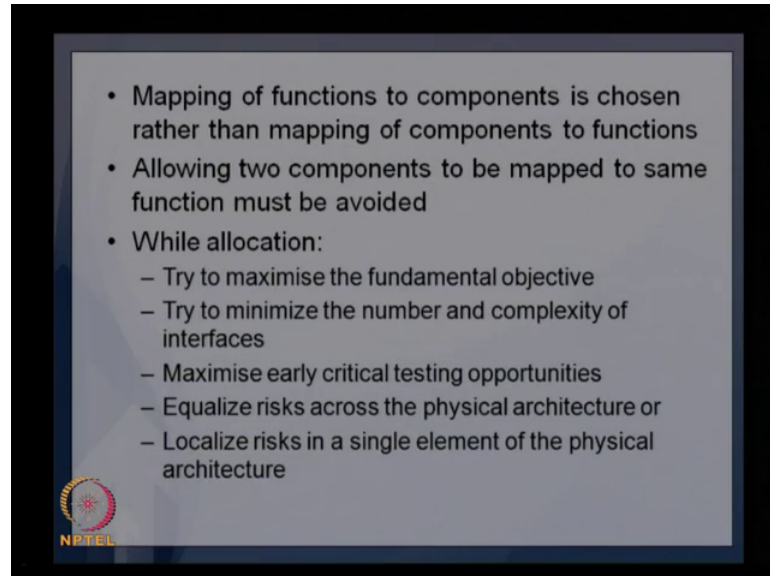 • Mapping of functions to components is chosen
rather than mapping of components to functions
• Allowing two components to be mapped to same
function must be avoided
• While allocation:
– Try to maximise the fundamental objective
– Try to minimize the number and complexity of
interfaces
– Maximise early critical testing opportunities
– Equalize risks across the physical architecture or
– Localize risks in a single element of the physical
architecture
NPTEL